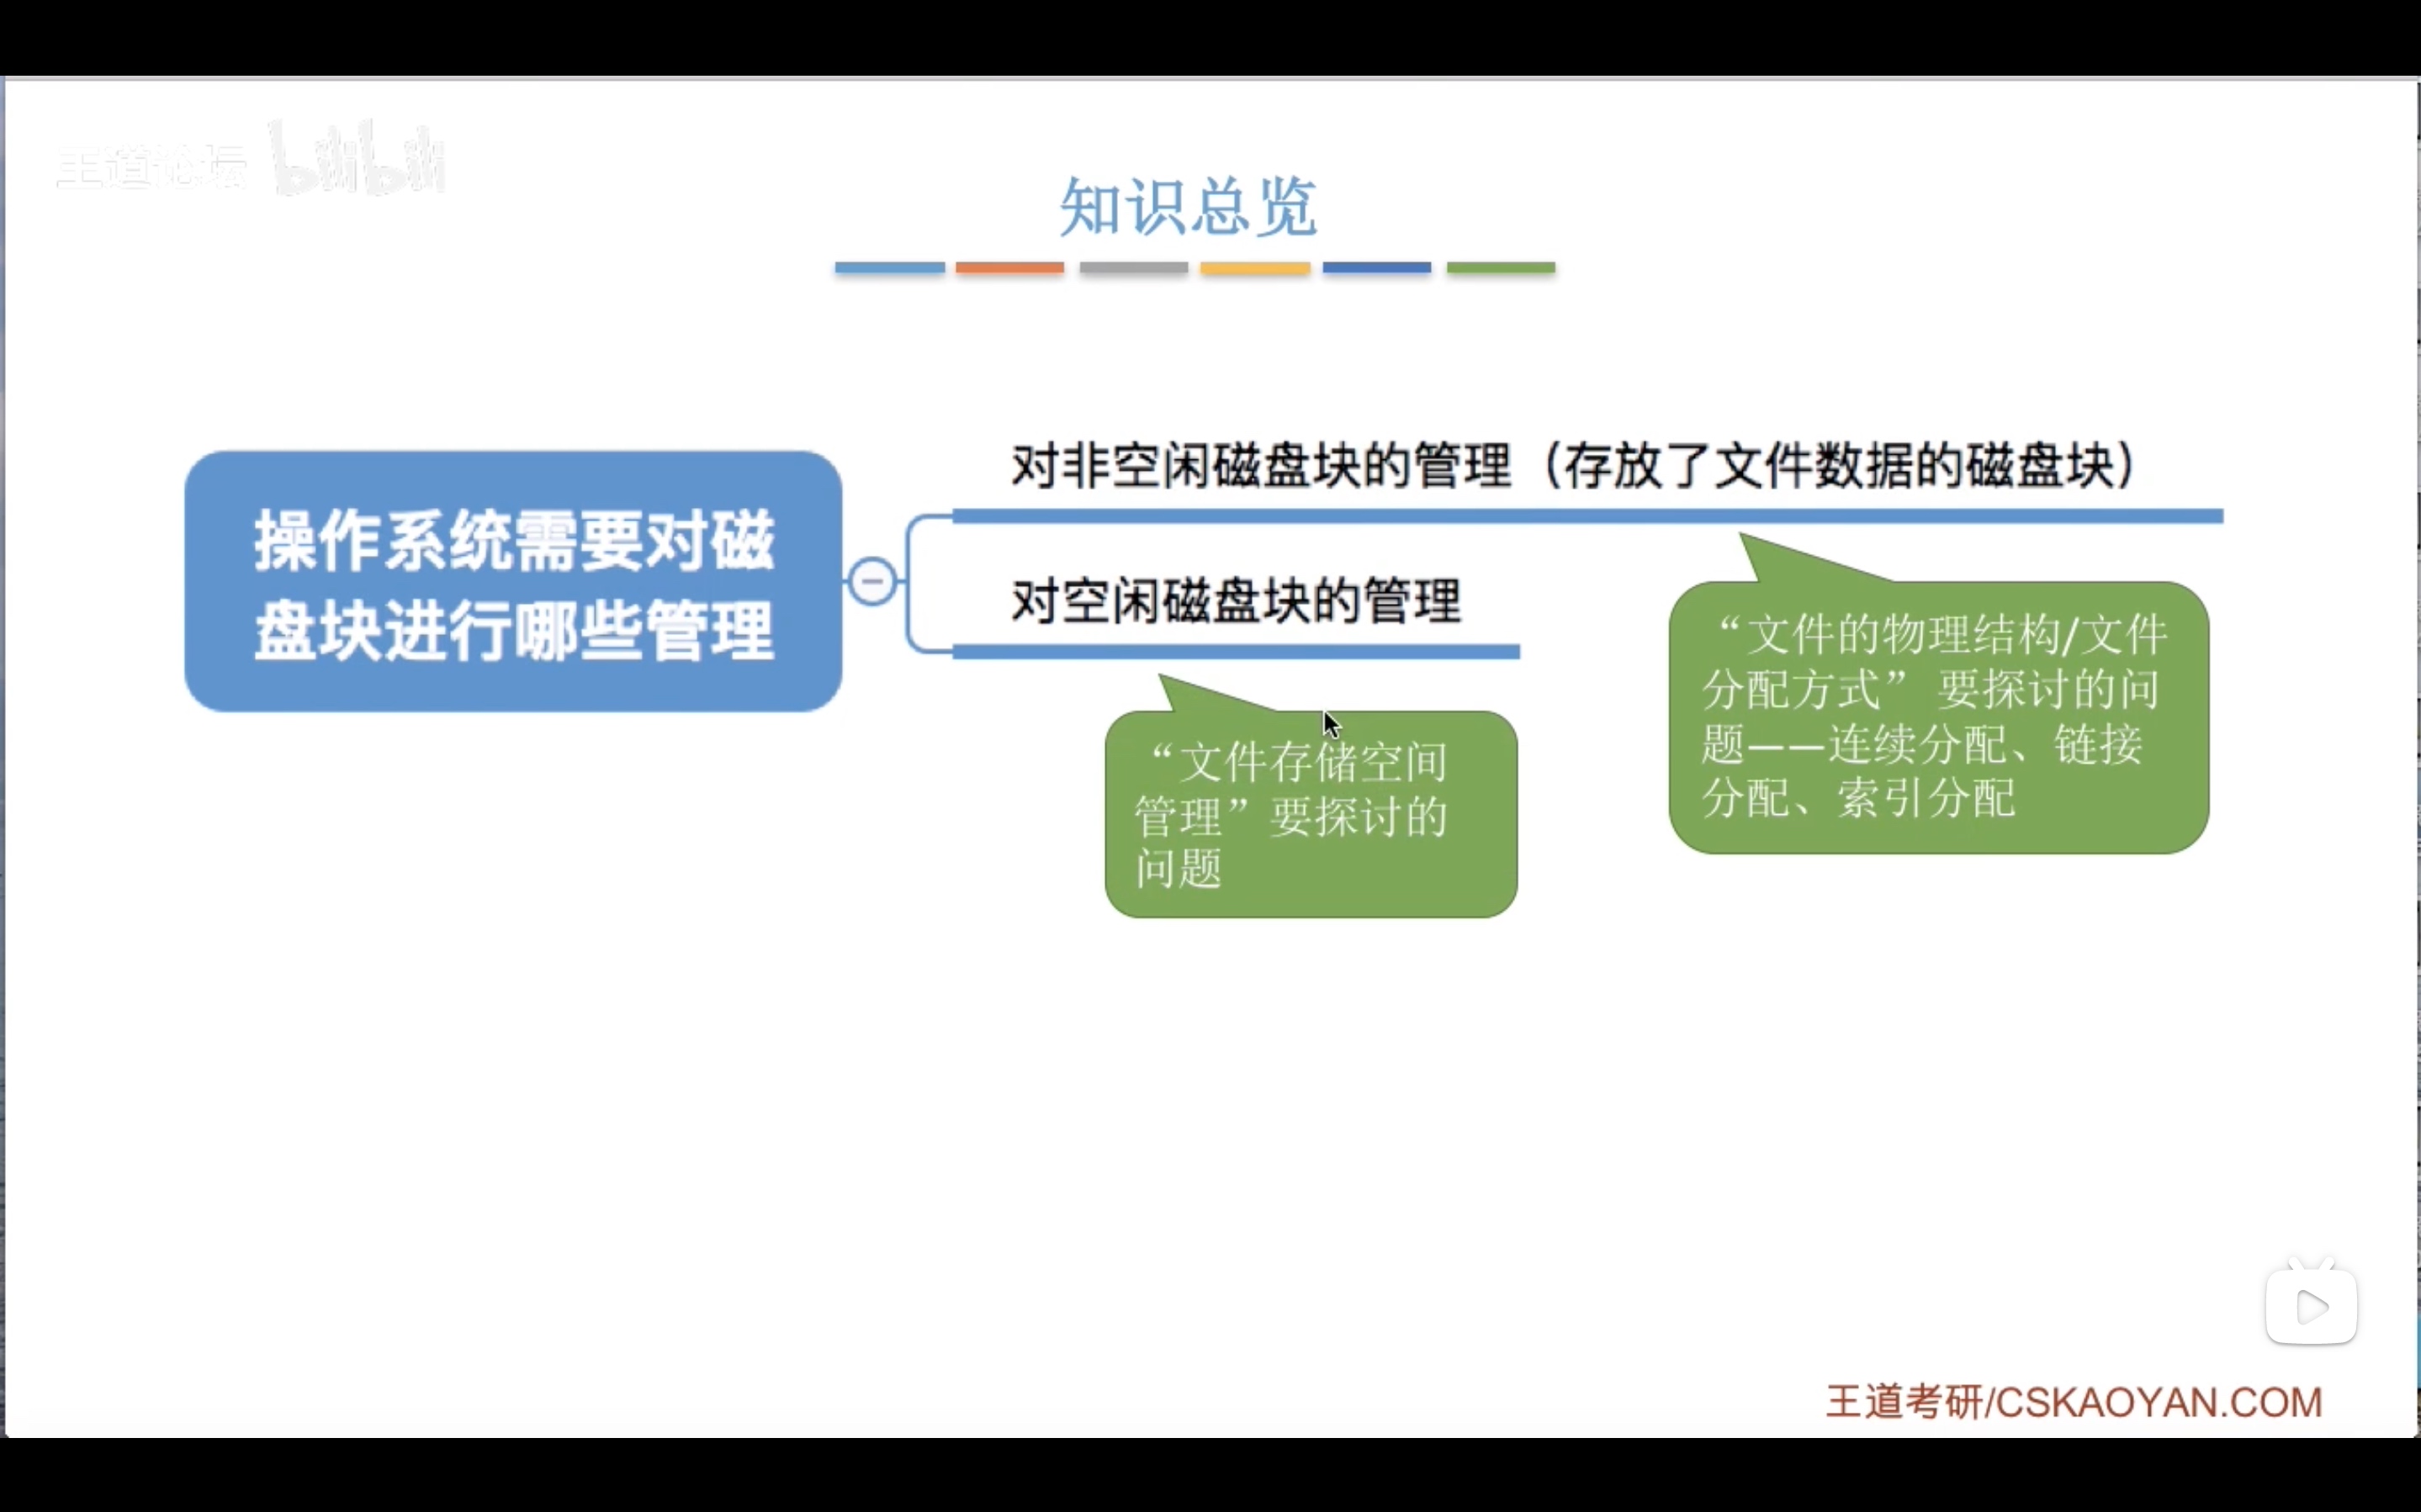 王道论坛 bilibili
知识总览
对非空闲磁盘块的管理（存放了文件数据的磁盘块）
操作系统需要对磁
盘块进行哪些管理
对空闲磁盘块的管理
“文件的物理结构/文件
分配方式” 要探讨的问
题——连续分配、链接
分配、索引分配
“文件存储空间
管理”要探讨的
问题
王道考研/CSKAOYAN.COM